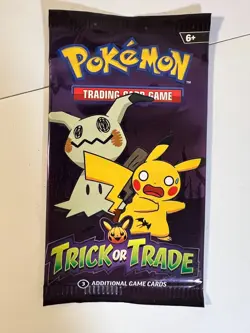 6+
POKÉMON
TRADING CARD GAME
TRICK OR TRADE
3 ADDITIONAL GAME CARDS